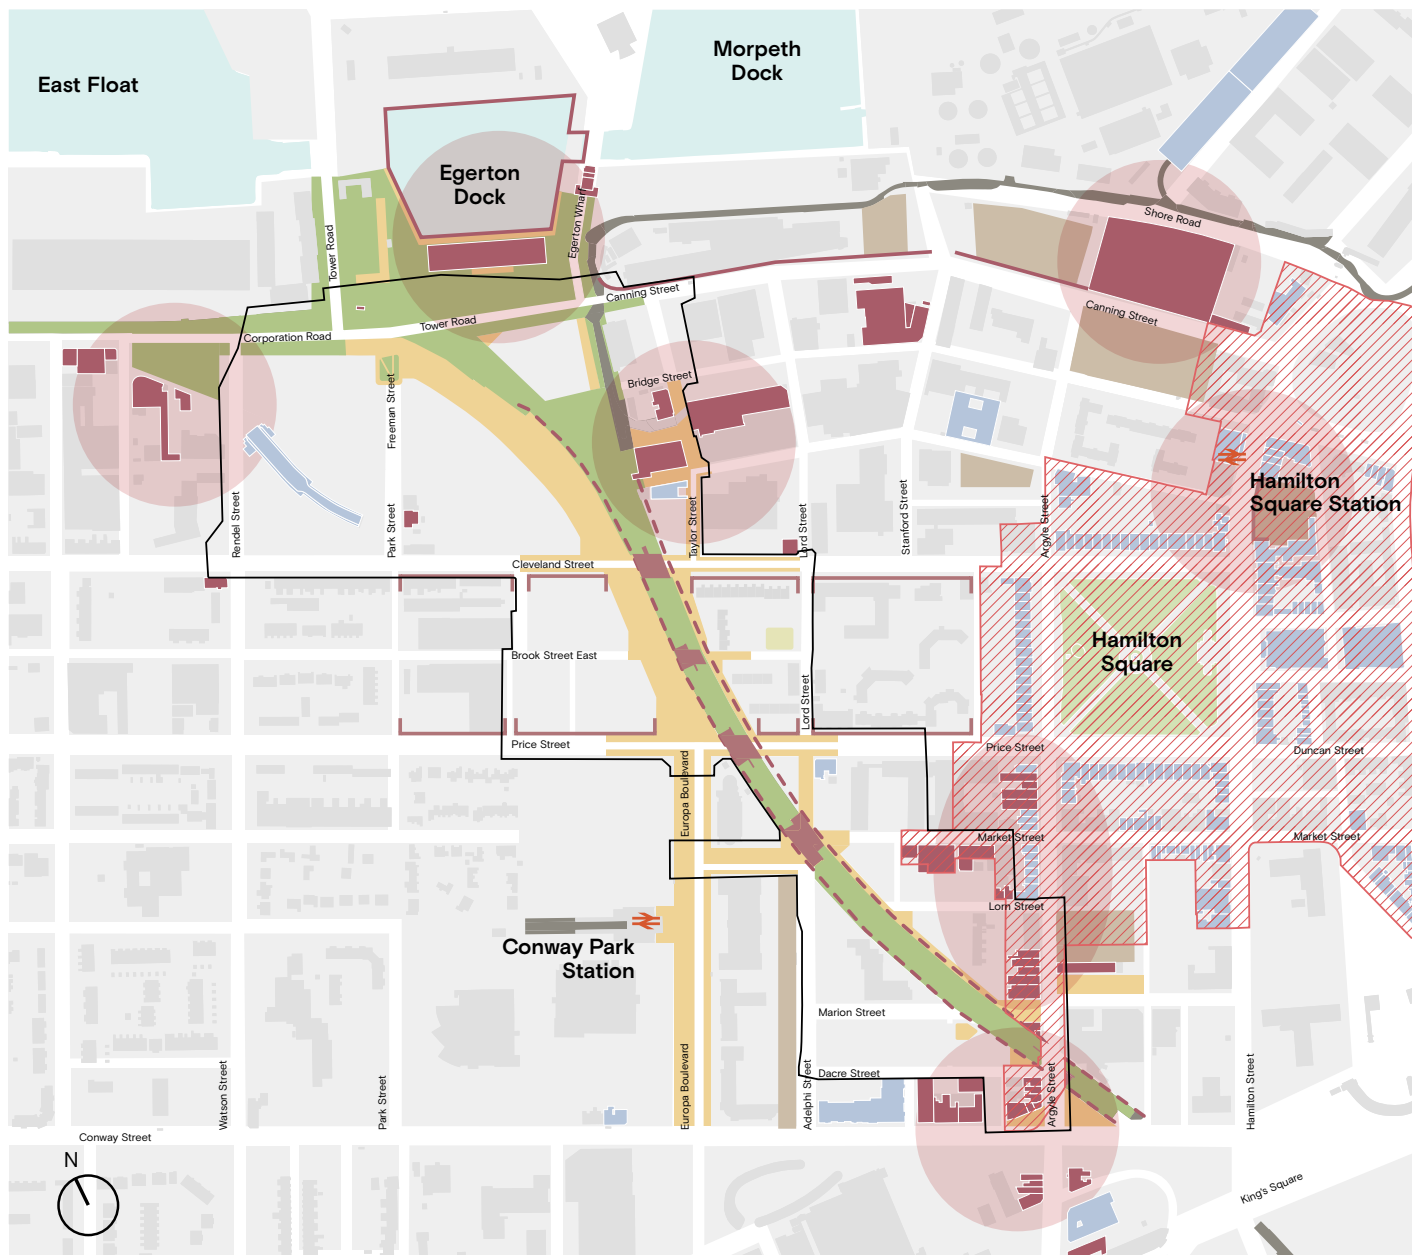 East Float
Morpeth
Dock
Egerton
Dock
Egerton Wharf
Tower Road
Shore Road
Canning Street
Canning Street
Tower Road
Corporation Road
Bridge Street
Freeman Street
Hamilton
Square Station
Rendel Street
Park Street
Taylor Street
Lord Street
Stanford Street
Argyle Street
Cleveland Street
Hamilton
Square
Brook Street East
Lord Street
Price Street
Price Street
Duncan Street
Europa Boulevard
Market Street
Market Street
Lorn Street
Conway Park
Station
Marion Street
Dacre Street
Watson Street
Park Street
Europa Boulevard
Adelphi Street
Argyle Street
Hamilton Street
Conway Street
N
King's Square